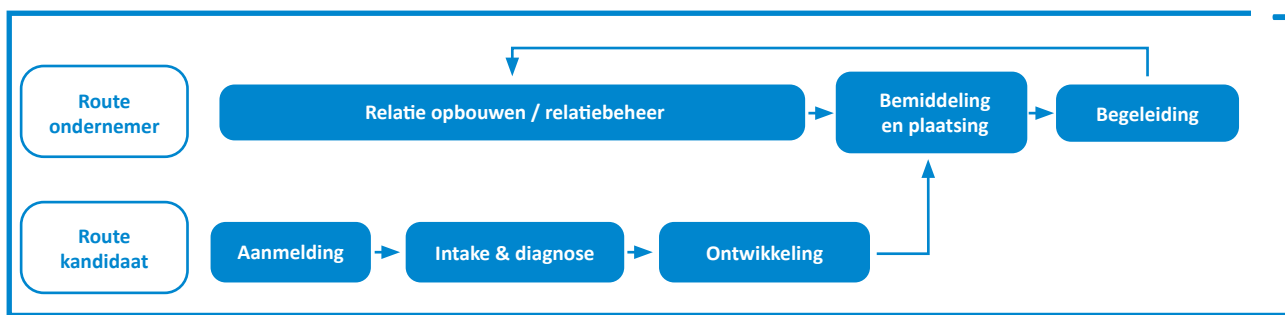 Route
ondernemer
Relatie opbouwen / relatiebeheer
Bemiddeling
en plaatsing
Begeleiding
Route
kandidaat
Aanmelding
Intake & diagnose
Ontwikkeling